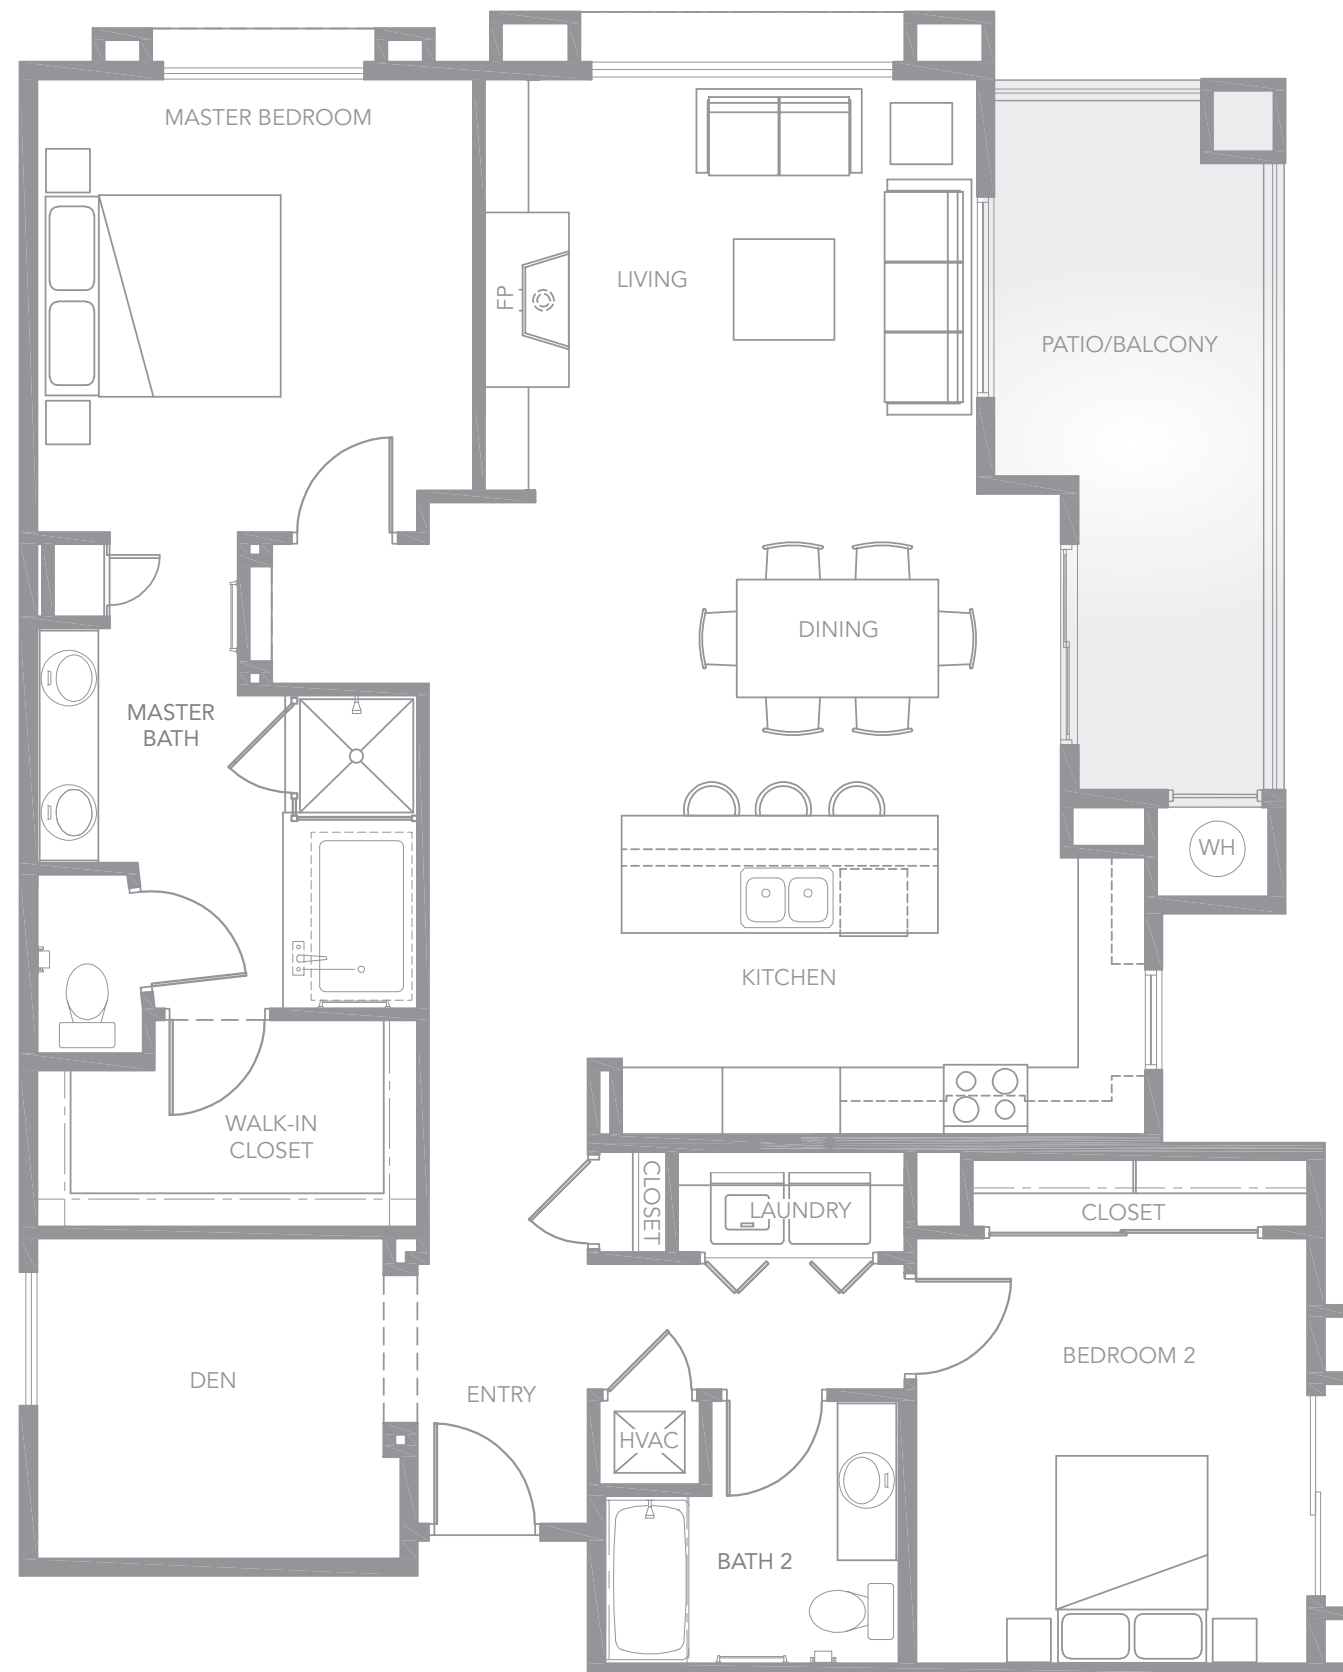 MASTER BEDROOM
LIVING
FP
PATIO/BALCONY
DINING
MASTER
BATH
WH
KITCHEN
WALK-IN
CLOSET
CLOSET
LAUNDRY
CLOSET
DEN
ENTRY
BEDROOM 2
HVAC
BATH 2